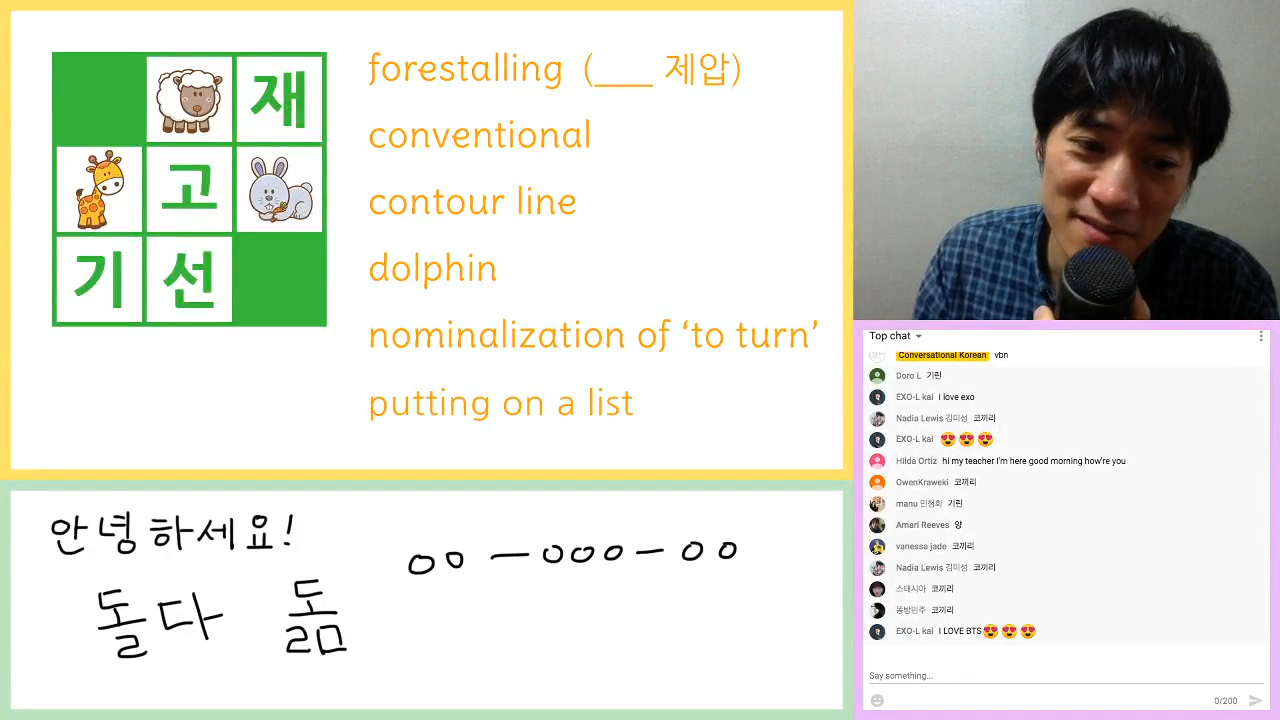 재
고
기 선
forestalling (___ 제압)
conventional
contour line
dolphin
nominalization of ‘to turn’
putting on a list
안녕하세요!
돌다 돎
oo – ooo – oo
Top chat
Conversational Korean vbn
Doro L 기린
EXO-L kai I love exo
Nadia Lewis 김미성 코끼리
EXO-L kai 😍 😍 😍
Hilda Ortiz hi my teacher I'm here good morning how're you
OwenKraweki 코끼리
manu 민청희 기린
Amari Reeves 양
vanessa jade 코끼리
Nadia Lewis 김미성 코끼리
스태시아 코끼리
똥방민주 코끼리
EXO-L kai I LOVE BTS😍 😍 😍
Say something...
0/200